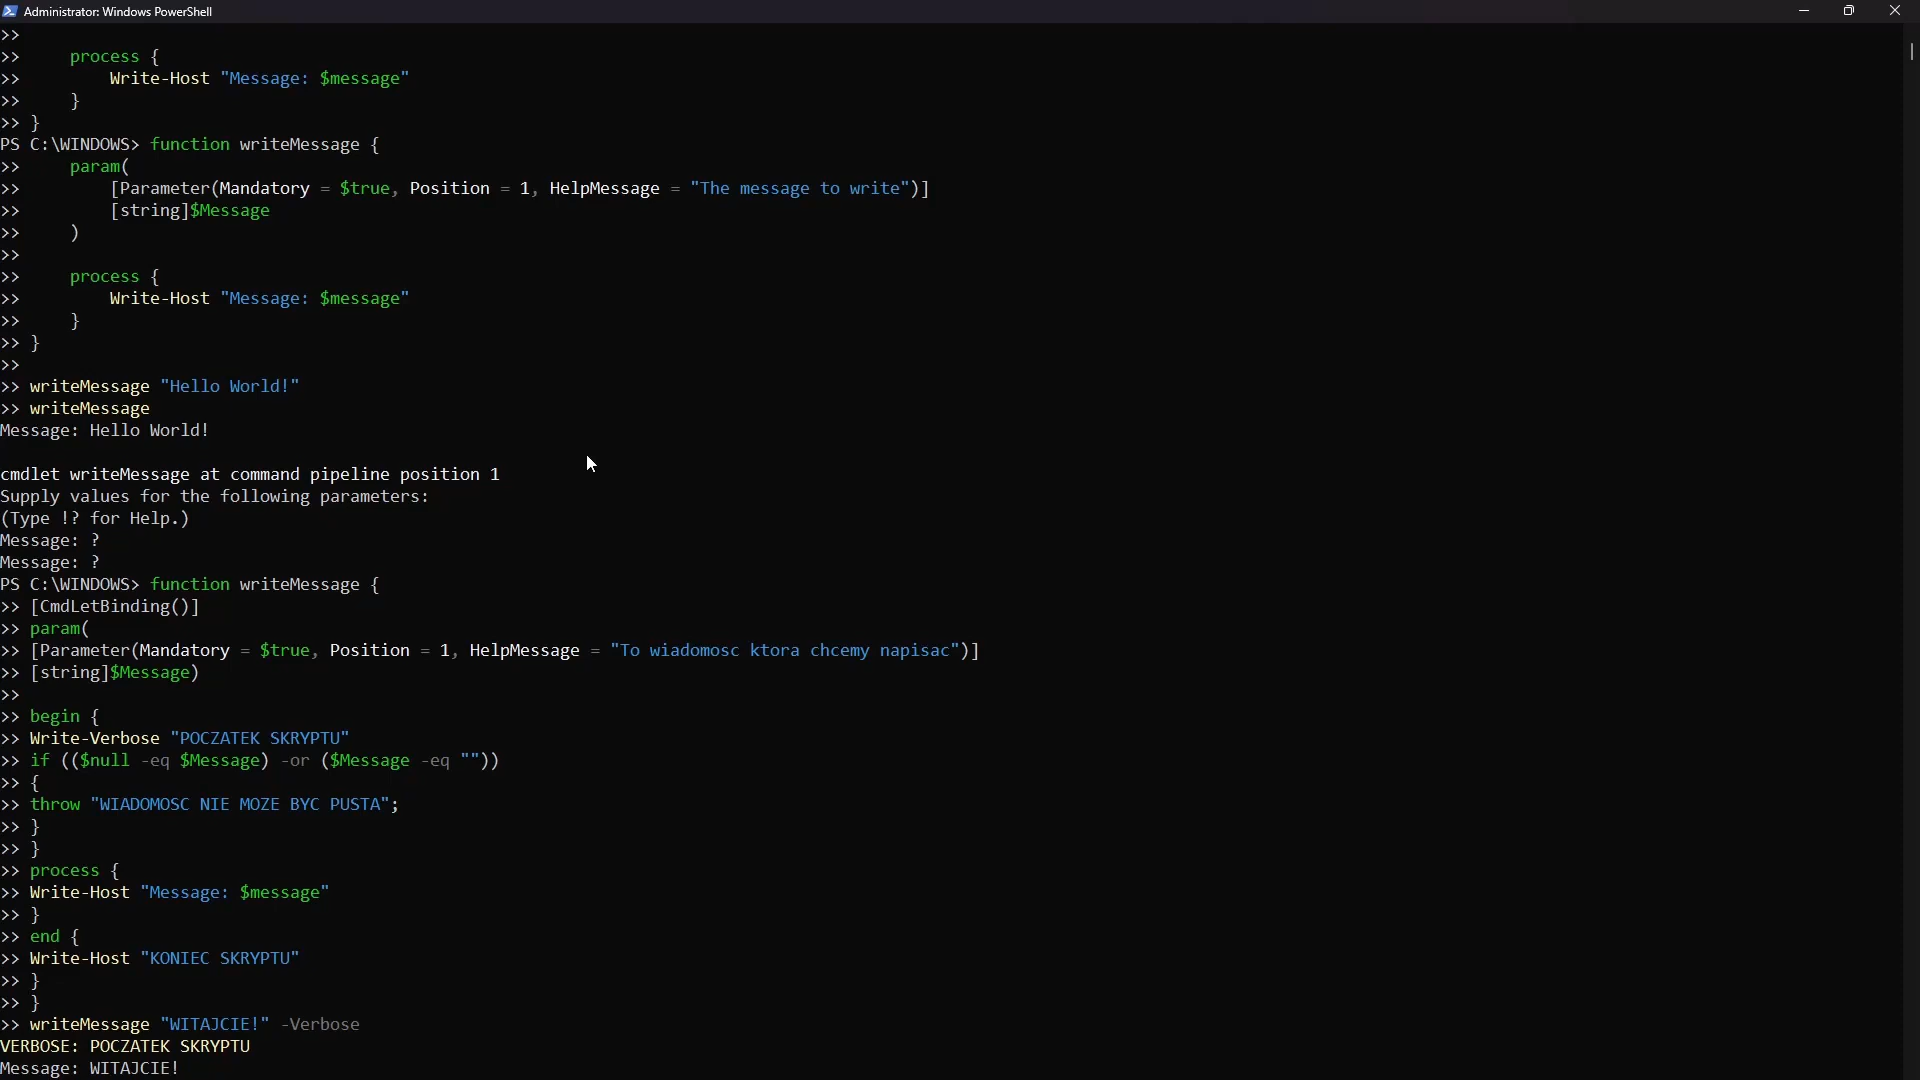 Administrator: Windows PowerShell
>>
>>     process {
>>         Write-Host "Message: $message"
>>     }
>> }
PS C:\WINDOWS> function writeMessage {
>>     param(
>>         [Parameter(Mandatory = $true, Position = 1, HelpMessage = "The message to write")]
>>         [string]$Message
>>     )
>>
>>     process {
>>         Write-Host "Message: $message"
>>     }
>> }
>>
>> writeMessage "Hello World!"
>> writeMessage
Message: Hello World!

cmdlet writeMessage at command pipeline position 1
Supply values for the following parameters:
(Type !? for Help.)
Message: ?
Message: ?
PS C:\WINDOWS> function writeMessage {
>> [CmdLetBinding()]
>> param(
>> [Parameter(Mandatory = $true, Position = 1, HelpMessage = "To wiadomosc ktora chcemy napisac")]
>> [string]$Message)
>>
>> begin {
>> Write-Verbose "POCZATEK SKRYPTU"
>> if (($null -eq $Message) -or ($Message -eq ""))
>> {
>> throw "WIADOMOSC NIE MOZE BYC PUSTA";
>> }
>> }
>> process {
>> Write-Host "Message: $message"
>> }
>> end {
>> Write-Host "KONIEC SKRYPTU"
>> }
>> }
>> writeMessage "WITAJCIE!" -Verbose
VERBOSE: POCZATEK SKRYPTU
Message: WITAJCIE!